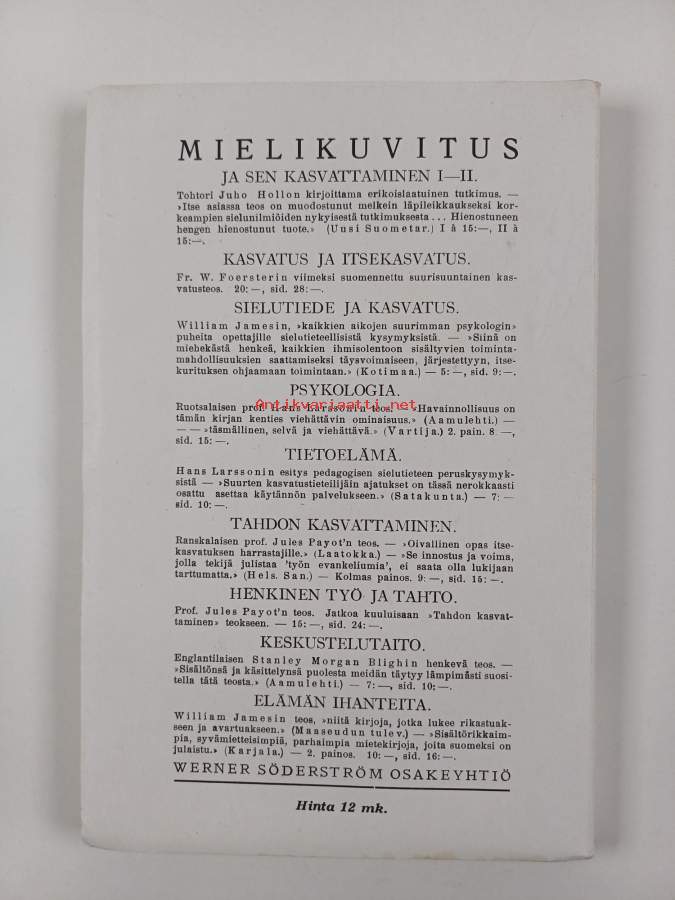 MIELIKUVITUS
JA SEN KASVATTAMINEN I—II.
Tohtori Juho Hollon kirjoittama erikoislaatuinen tutkimus. —
»Itse asiassa teos on muodostunut melkein läpileikkaukseksi kor-
keampien sielunilmiöiden nykyisestä tutkimuksesta... Hienostuneen
hengen hienostunut tuote.» (Uusi Suometar.) I à 15:—, II à
15:—.
KASVATUS JA ITSEKASVATUS.
Fr. W. Foersterin viimeksi suomennettu suurisuuntainen kas-
vatusteos. 20: —, sid. 28: —.
SIELUTIEDE JA KASVATUS.
William Jamesin, »kaikkien aikojen suurimman psykologin»
puheita opettajille sielutieteellisistä kysymyksistä. — »Siinä on
miehekästä henkeä, kaikkien ihmisolentoon sisältyvien toiminta-
mahdollisuuksien saattamiseksi täysvoimaiseen, järjestettyyn, itse-
kurituksen ohjaamaan toimintaan.» (Kotimaa.) — 5: —, sid. 9: —.
PSYKOLOGIA.
Antikvariaatti.net
Ruotsalaisen prof. Hans Larssonin teos. — »Havainnollisuus on
tämän kirjan kenties viehättävin ominaisuus.» (Aamulehti.) —
— — »täsmällinen, selvä ja viehättävä.» (Vartija.) 2. pain. 8 —,
sid. 15: —.
TIETOELÄMÄ.
Hans Larssonin esitys pedagogisen sielutieteen peruskysymyk-
sistä — »Suurten kasvatustieteilijäin ajatukset on tässä nerokkaasti
osattu asettaa käytännön palvelukseen.» (Satakunta.) — 7: —
sid. 10: —.
TAHDON KASVATTAMINEN.
Ranskalaisen prof. Jules Payot'n teos. — »Oivallinen opas itse-
kasvatuksen harrastajille.» (Laatokka.) — »Se innostus ja voima,
jolla tekijä julistaa 'työn evankeliumia', ei saata olla lukijaan
tarttumatta.» (Hels. San.) — Kolmas painos. 9: —, sid. 15: —.
HENKINEN TYÖ JA TAHTO.
Prof. Jules Payot'n teos. Jatkoa kuuluisaan »Tahdon kasvat-
taminen» teokseen. — 15: —, sid. 24: —.
KESKUSTELUTAITO.
Englantilaisen Stanley Morgan Blighin henkevä teos. —
»Sisältönsä ja käsittelynsä puolesta meidän täytyy lämpimästi suosi-
tella tätä teosta.» (Aamulehti.) — 7: —, sid. 10: —.
ELÄMÄN IHANTEITA.
William Jamesin teos, »niitä kirjoja, jotka lukee rikastuak-
seen ja avartuakseen.» (Maaseudun tulev.) — »Sisältörikkaim-
pia, syvämietteisimpiä, parhaimpia mietekirjoja, joita suomeksi on
julaistu.» (Karjala.) — 2. painos. 10: —, sid. 16: —.
WERNER SÖDERSTRÖM OSAKEYHTIÖ
Hinta 12 mk.